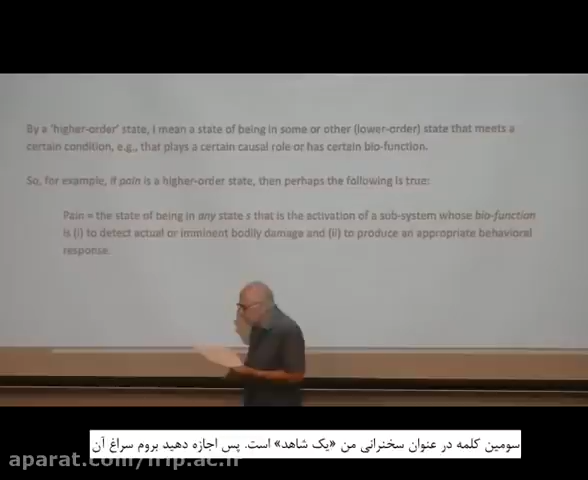 By a 'higher-order' state, I mean a state of being in some or other (lower-order) state that meets a
certain condition, e.g., that plays a certain causal role or has certain bio-function.
So, for example, if pain is a higher-order state, then perhaps the following is true:
Pain = the state of being in any state s that is the activation of a sub-system whose bio-function
is (i) to detect actual or imminent bodily damage and (ii) to produce an appropriate behavioral
response.
سومین کلمه در عنوان سخنرانی من «یک شاهد» است. پس اجازه دهید بروم سراغ آن
aparat.com/irip.ac.ir